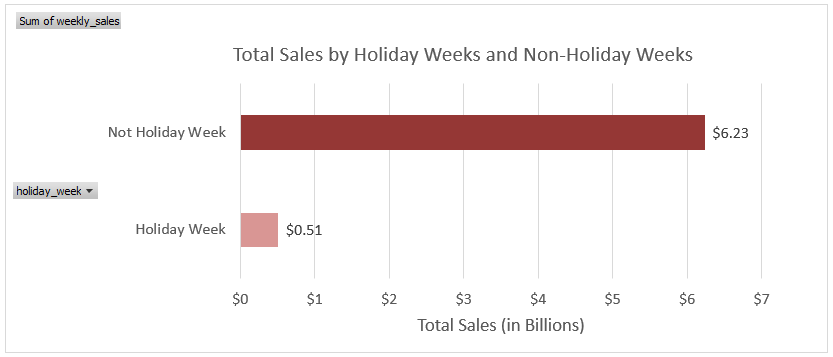 Sum of weekly_sales
Total Sales by Holiday Weeks and Non-Holiday Weeks
Not Holiday Week
$6.23
holiday_week
Holiday Week
$0.51
$0 $1 $2 $3 $4 $5 $6 $7
Total Sales (in Billions)